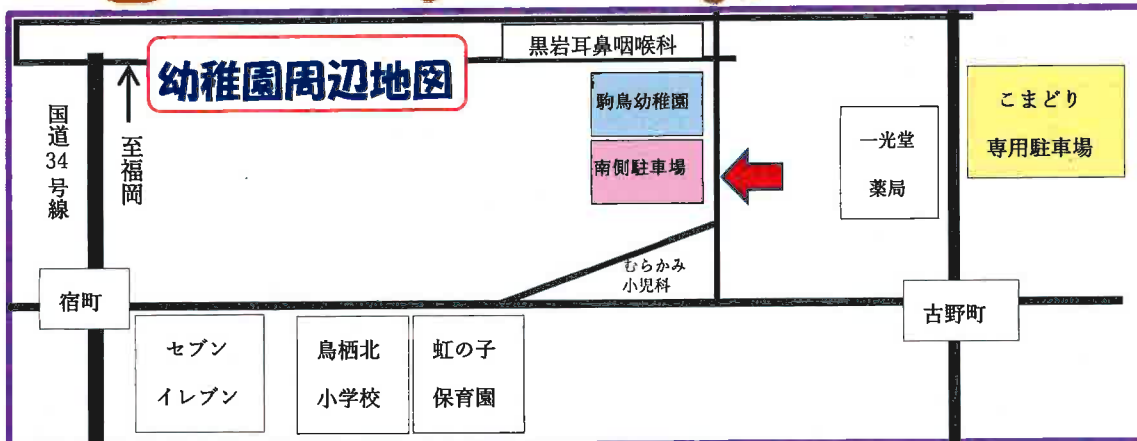 黒岩耳鼻咽喉科
幼稚園周辺地図
国道34号線
至福岡
駒鳥幼稚園
南側駐車場
一光堂
薬局
こまどり
専用駐車場
むらかみ
小児科
宿町
古野町
セブン
イレブン
鳥栖北
小学校
虹の子
保育園